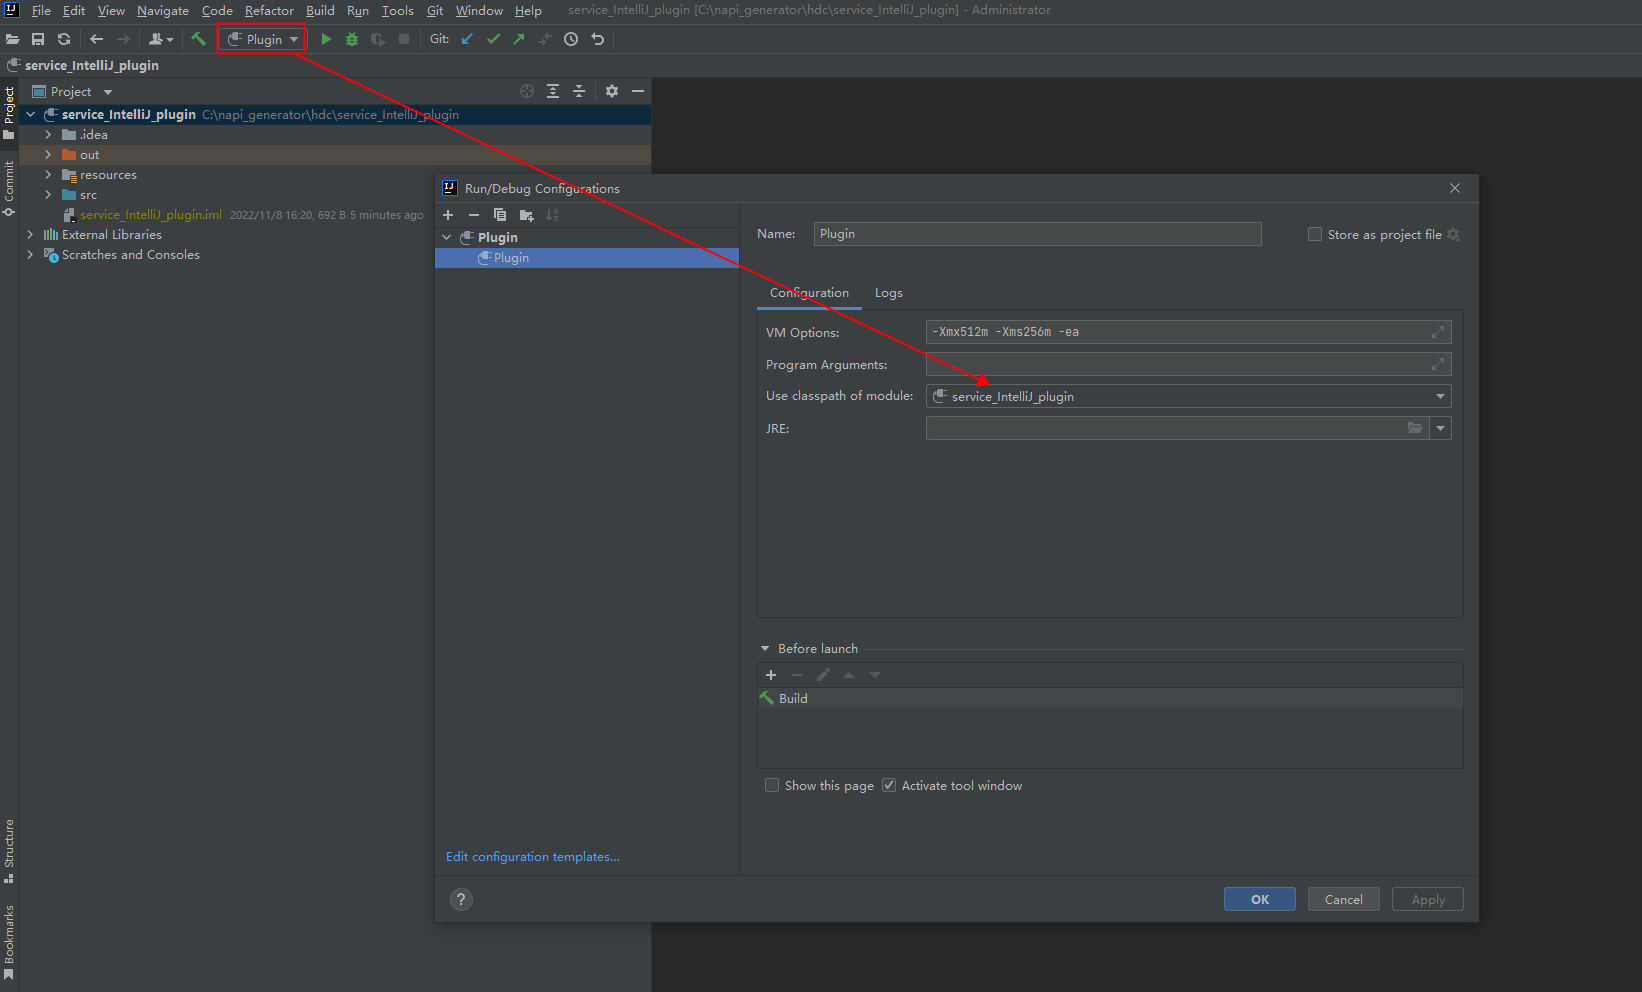 File Edit View Navigate Code Refactor Build Run Tools Git Window Help service_IntelliJ_plugin [C:\napi_generator\hdc\service_IntelliJ_plugin] - Administrator
Plugin Git:
service_IntelliJ_plugin
Project
service_IntelliJ_plugin C:\napi_generator\hdc\service_IntelliJ_plugin
.idea
out
resources
src
service_IntelliJ_plugin.iml 2022/11/8 16:20, 692 B 5 minutes ago
External Libraries
Scratches and Consoles
Project
Commit
Structure
Bookmarks
Run/Debug Configurations
Plugin
Plugin
Edit configuration templates...
Name: Plugin Store as project file
Configuration Logs
VM Options: -Xmx512m -Xms256m -ea
Program Arguments:
Use classpath of module: service_IntelliJ_plugin
JRE:
Before launch
Build
Show this page Activate tool window
? OK Cancel Apply